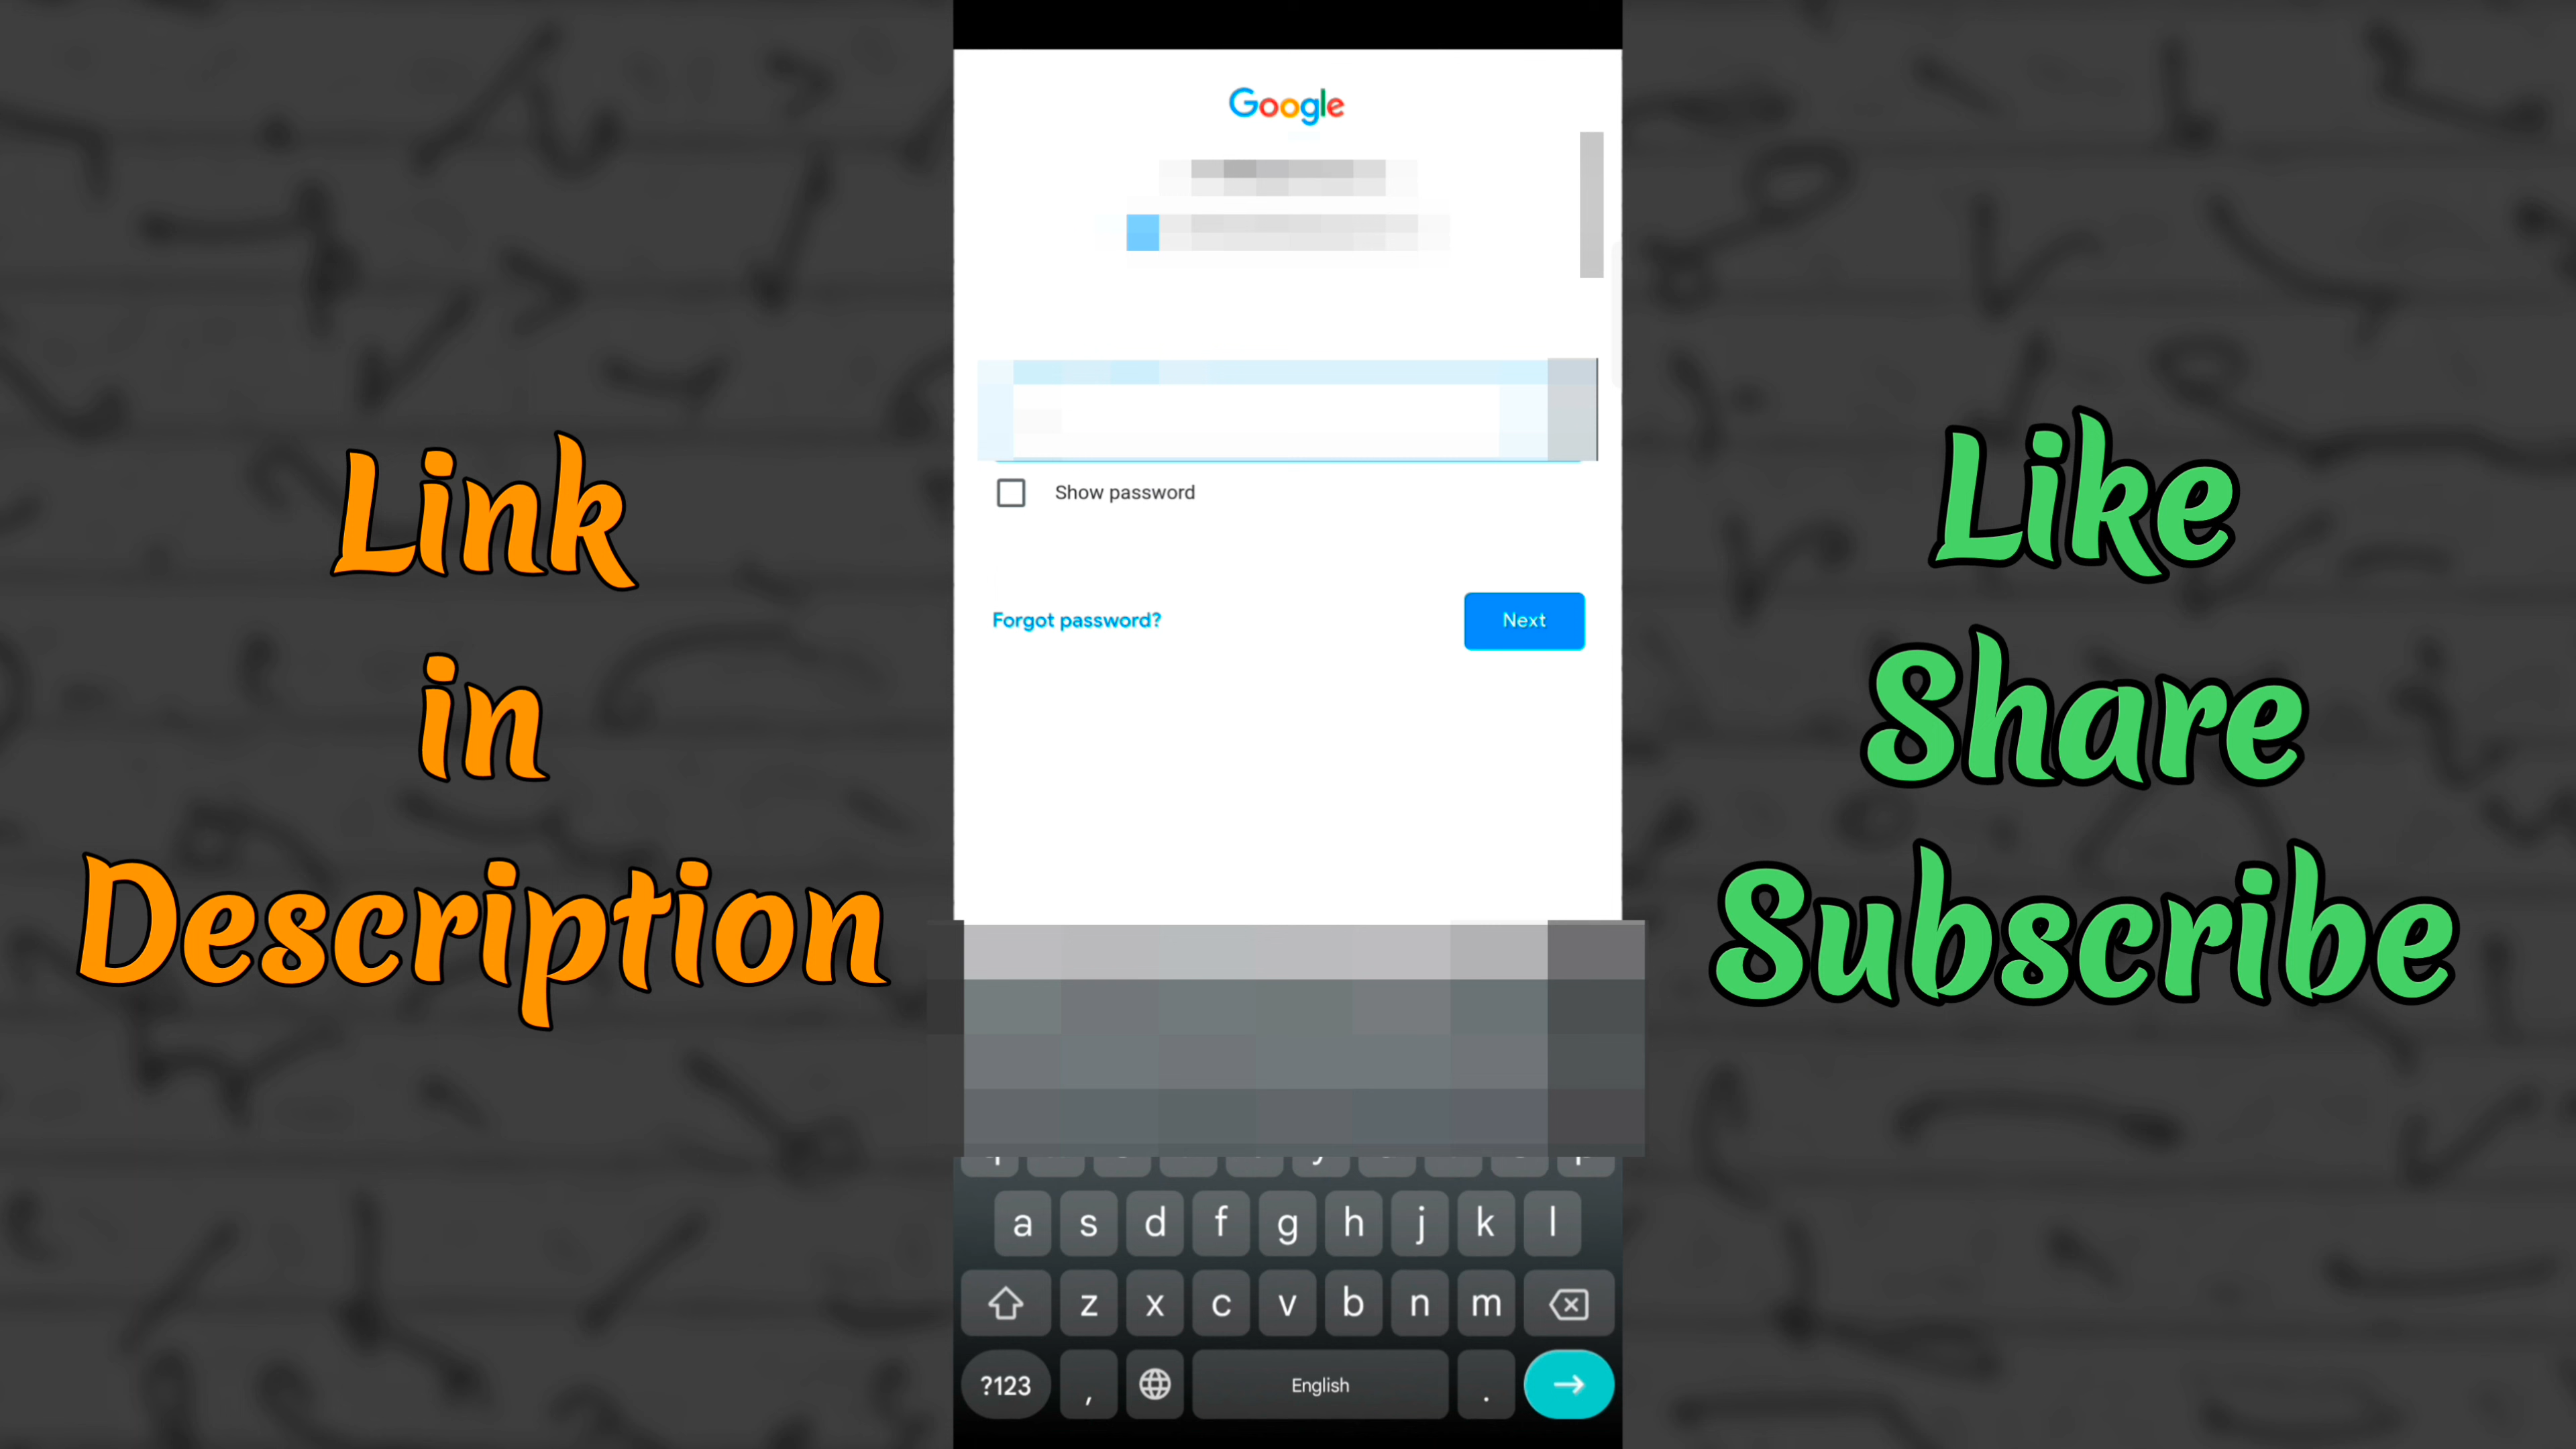 Link
in
Description
Google
Show password
Forgot password?
Next
a s d f g h j k l
z x c v b n m
?123 , English .
Like
Share
Subscribe